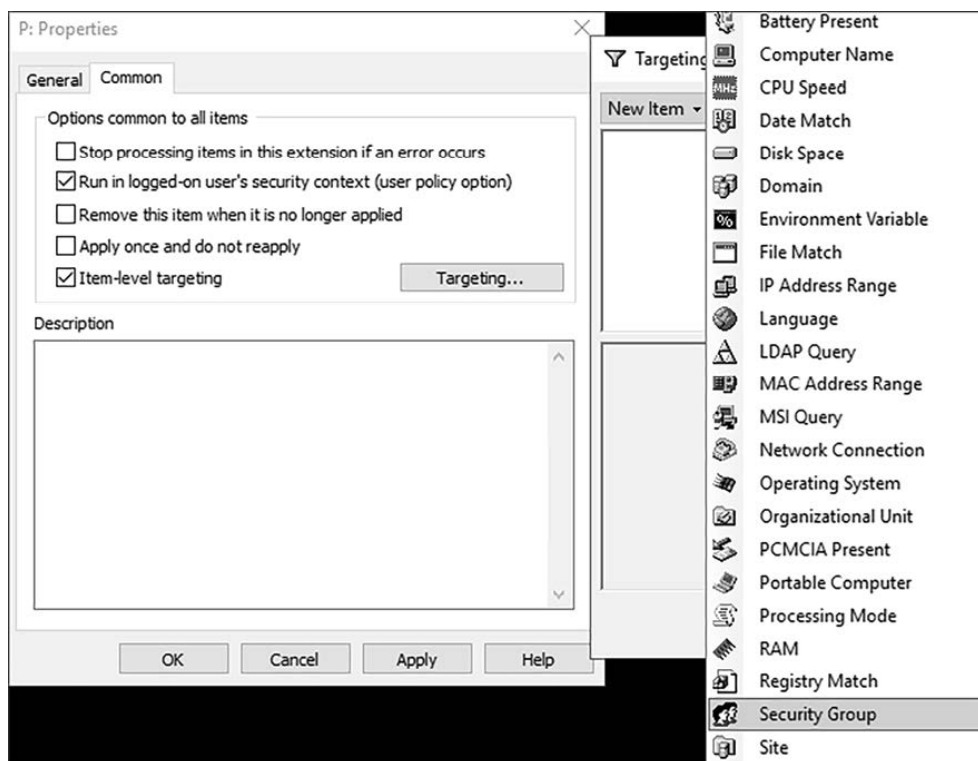 P: Properties
General
Common
Options common to all items
Stop processing items in this extension if an error occurs
Run in logged-on user's security context (user policy option)
Remove this item when it is no longer applied
Apply once and do not reapply
Item-level targeting
Targeting...
Description
OK
Cancel
Apply
Help
Targeting
New Item
Battery Present
Computer Name
MHz
CPU Speed
Date Match
Disk Space
Domain
%
Environment Variable
File Match
IP Address Range
Language
LDAP Query
MAC Address Range
MSI Query
Network Connection
Operating System
Organizational Unit
PCMCIA Present
Portable Computer
Processing Mode
RAM
Registry Match
Security Group
Site